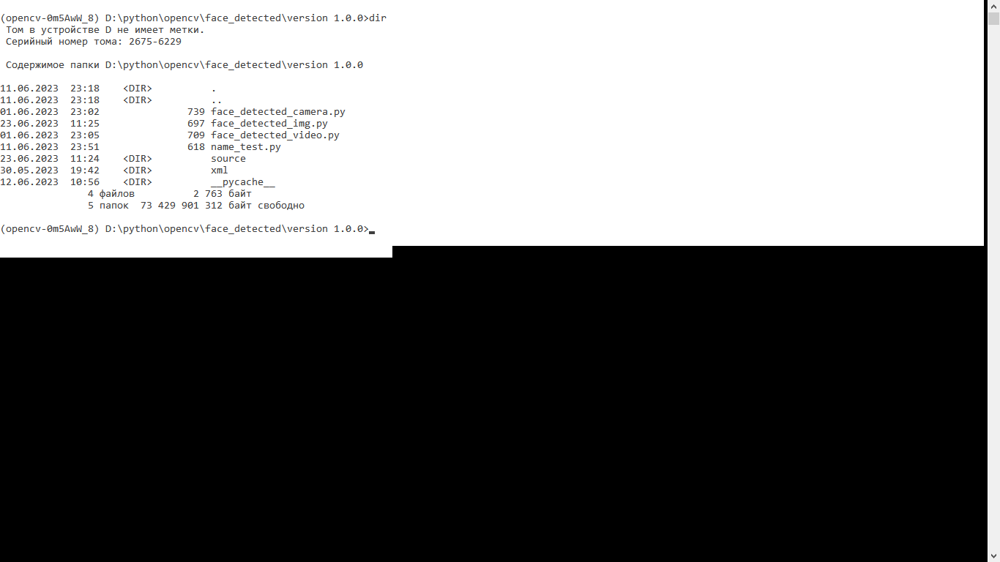 (opencv-0m5AwW_8) D:\python\opencv\face_detected\version 1.0.0>dir
 Том в устройстве D не имеет метки.
 Серийный номер тома: 2675-6229

 Содержимое папки D:\python\opencv\face_detected\version 1.0.0

11.06.2023  23:18    <DIR>          .
11.06.2023  23:18    <DIR>          ..
01.06.2023  23:02               739 face_detected_camera.py
23.06.2023  11:25               697 face_detected_img.py
01.06.2023  23:05               709 face_detected_video.py
11.06.2023  23:51               618 name_test.py
23.06.2023  11:24    <DIR>          source
30.05.2023  19:42    <DIR>          xml
12.06.2023  10:56    <DIR>          __pycache__
               4 файлов          2 763 байт
               5 папок  73 429 901 312 байт свободно

(opencv-0m5AwW_8) D:\python\opencv\face_detected\version 1.0.0>